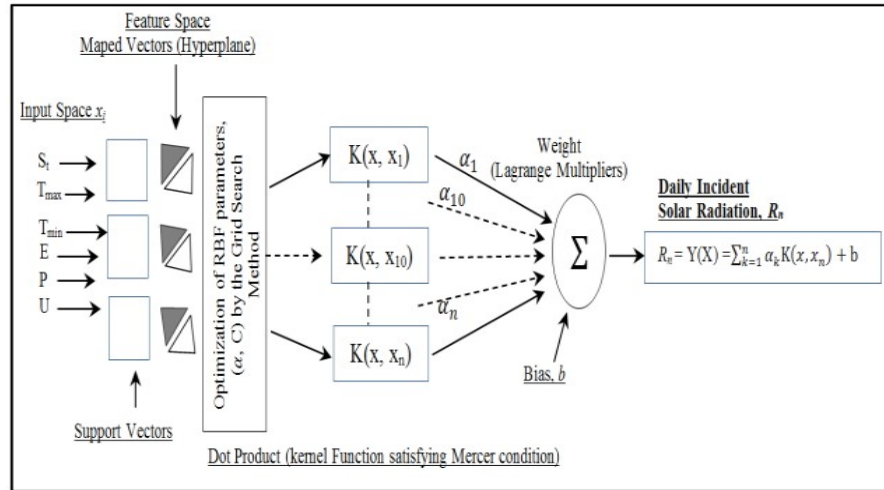 Feature Space
Maped Vectors (Hyperplane)
Input Space xj
St
Tmax
Tmin
E
P
U
Support Vectors
Optimization of RBF parameters,
(α, C) by the Grid Search
Method
K(x, x1)
K(x, x10)
K(x, xn)
α1
α10
αn
Weight
(Lagrange Multipliers)
Σ
Bias, b
Daily Incident
Solar Radiation, Rn
Rn = Y(X) =∑ⁿₖ₌₁ αk K(x, xn) + b
Dot Product (kernel Function satisfying Mercer condition)